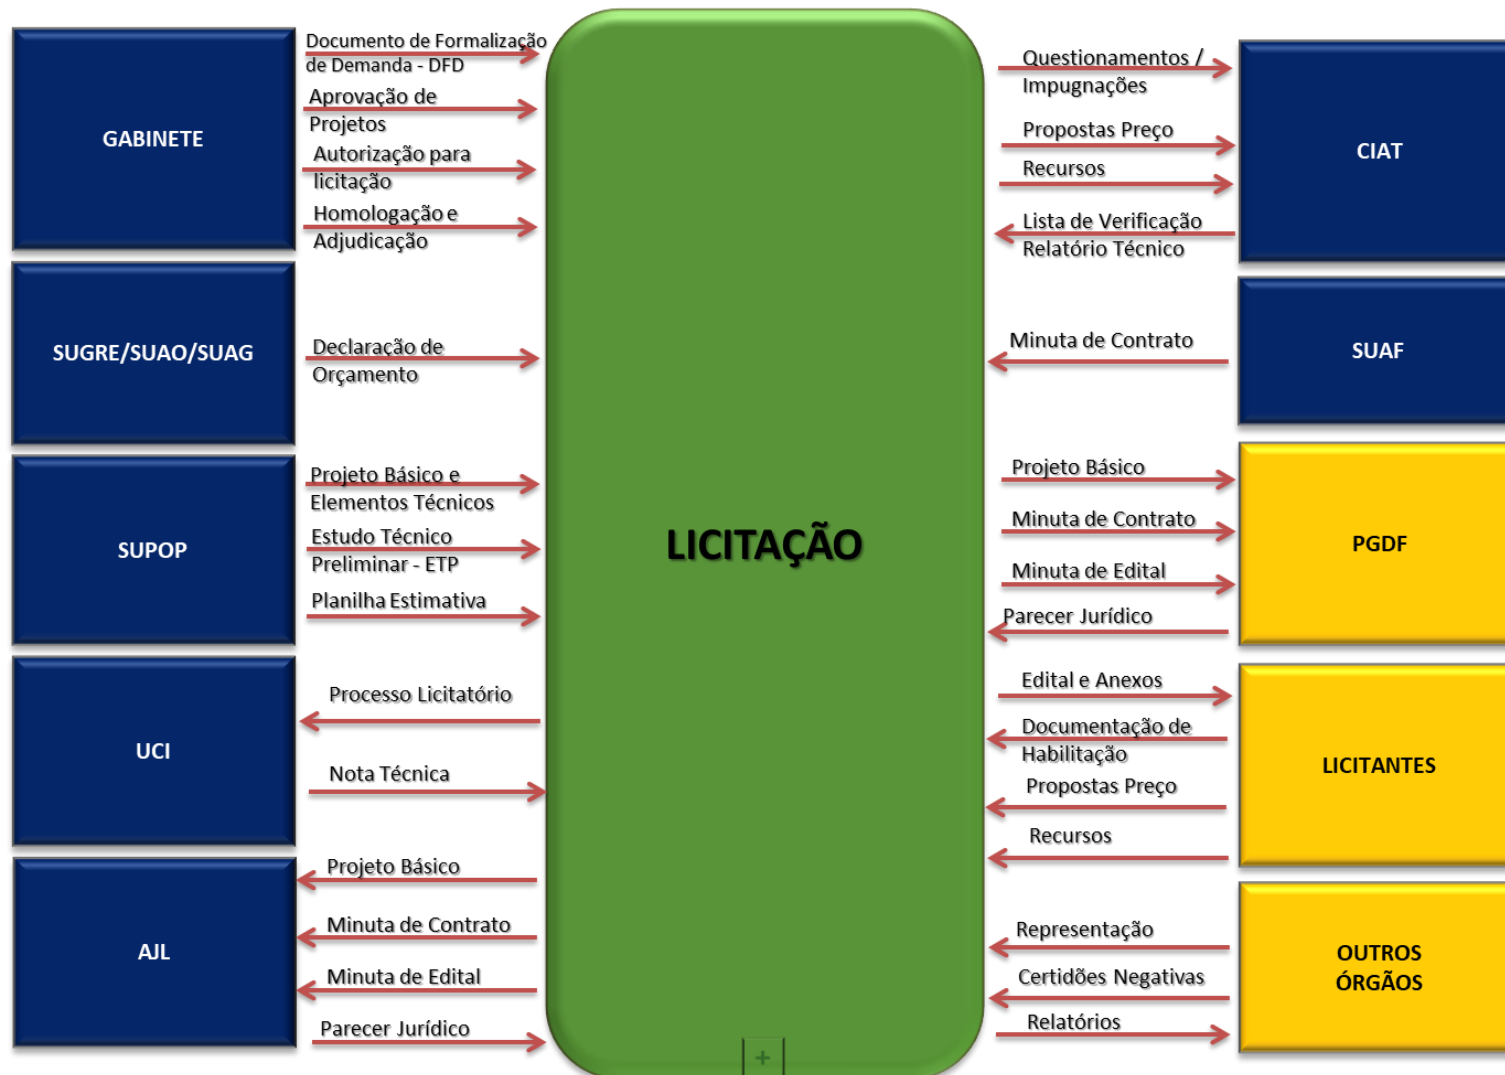 GABINETE
Documento de Formalização
de Demanda - DFD
Aprovação de
Projetos
Autorização para
licitação
Homologação e
Adjudicação
SUGRE/SUAO/SUAG
Declaração de
Orçamento
SUPOP
Projeto Básico e
Elementos Técnicos
Estudo Técnico
Preliminar - ETP
Planilha Estimativa
UCI
Processo Licitatório
Nota Técnica
AJL
Projeto Básico
Minuta de Contrato
Minuta de Edital
Parecer Jurídico
LICITAÇÃO
+
Questionamentos /
Impugnações
Propostas Preço
Recursos
Lista de Verificação
Relatório Técnico
CIAT
Minuta de Contrato
SUAF
Projeto Básico
Minuta de Contrato
Minuta de Edital
Parecer Jurídico
PGDF
Edital e Anexos
Documentação de
Habilitação
Propostas Preço
Recursos
LICITANTES
Representação
Certidões Negativas
Relatórios
OUTROS
ÓRGÃOS